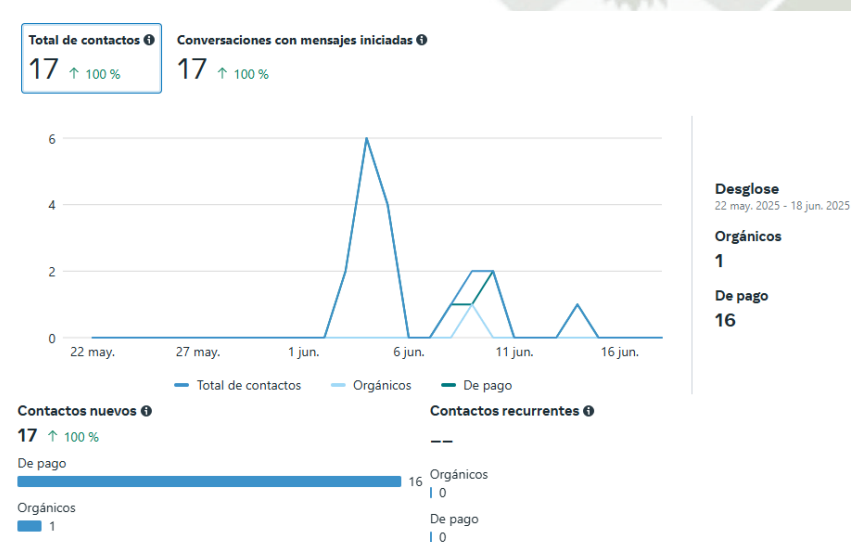 Total de contactos
Conversaciones con mensajes iniciadas
17 ↑ 100 %
17 ↑ 100 %
6
4
2
0
22 may.
27 may.
1 jun.
6 jun.
11 jun.
16 jun.
Total de contactos
Orgánicos
De pago
Desglose
22 may. 2025 - 18 jun. 2025
Orgánicos
1
De pago
16
Contactos nuevos
17 ↑ 100 %
De pago
16
Orgánicos
1
Contactos recurrentes
--
Orgánicos
0
De pago
0